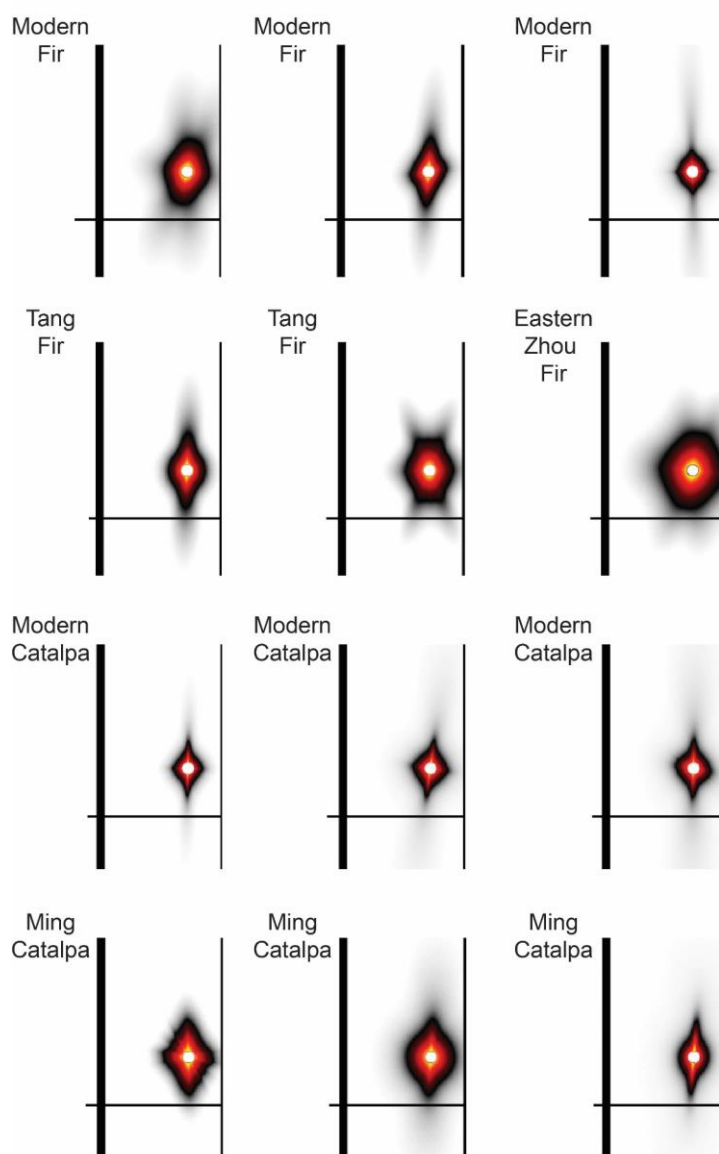 Modern
Fir
Modern
Fir
Modern
Fir
Tang
Fir
Tang
Fir
Eastern
Zhou
Fir
Modern
Catalpa
Modern
Catalpa
Modern
Catalpa
Ming
Catalpa
Ming
Catalpa
Ming
Catalpa